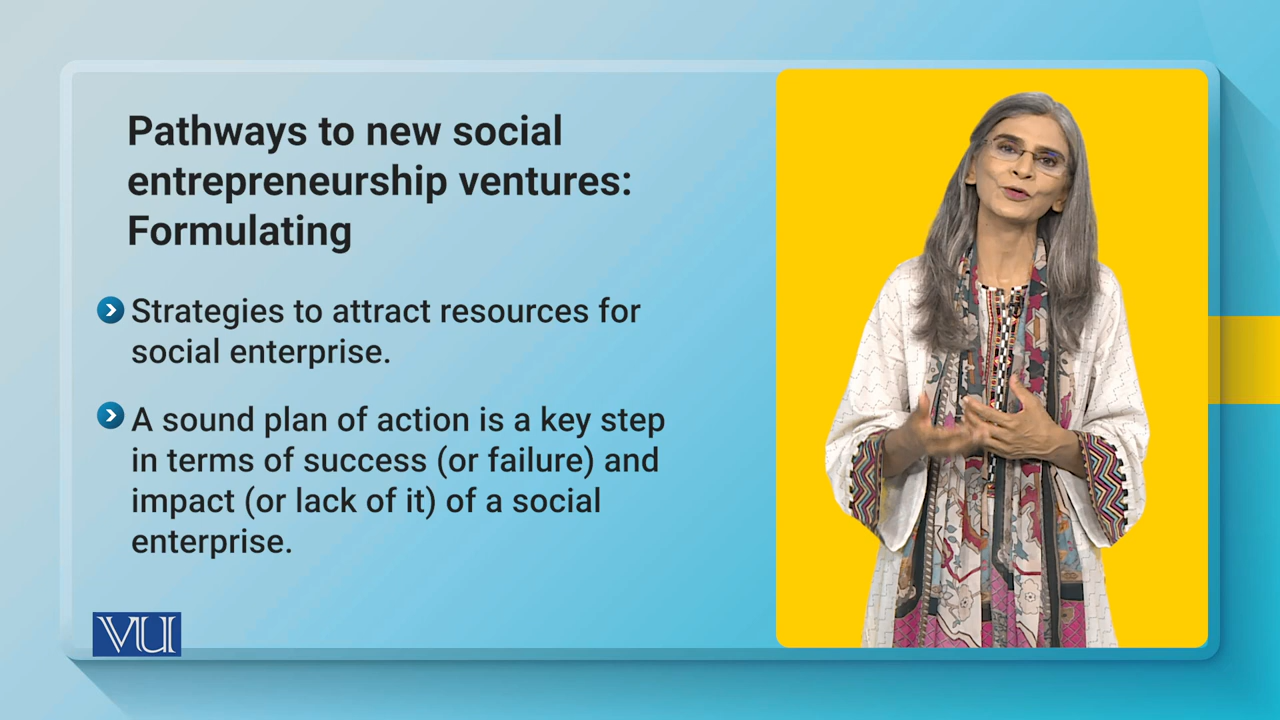 Pathways to new social
entrepreneurship ventures:
Formulating
Strategies to attract resources for
social enterprise.
A sound plan of action is a key step
in terms of success (or failure) and
impact (or lack of it) of a social
enterprise.
VU